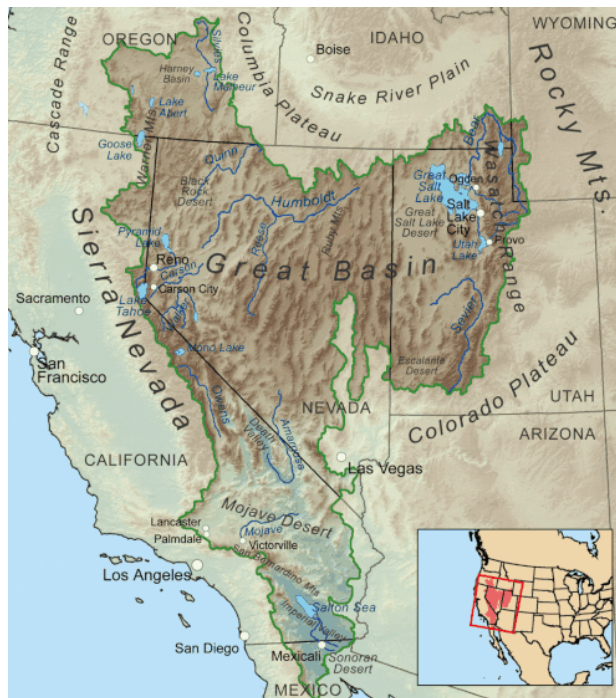 OREGON
IDAHO
WYOMING
Boise
Cascade Range
Silvies
Harney
Basin
Lake
Malheur
Columbia Plateau
Snake River Plain
Rocky Mts.
Lake
Abert
Goose
Lake
Warner Mts
Quinn
Black
Rock
Desert
Humboldt
Bear
Wasatch Range
Great
Salt
Lake
Ogden
Salt
Lake
City
Great
Salt Lake
Desert
Utah
Lake
Provo
Pyramid
Lake
Reno
Carson
Carson City
Reese
Ruby Mts
Great Basin
Sierra Nevada
Sacramento
Lake
Tahoe
Walker
Mono Lake
San
Francisco
Sevier
Escalante
Desert
Colorado Plateau
UTAH
ARIZONA
NEVADA
Owens
Death
Valley
Amargosa
Las Vegas
CALIFORNIA
Mojave Desert
Lancaster
Palmdale
Mojave
Victorville
San Bernardino Mts
Los Angeles
Salton Sea
Imperial Valley
San Diego
Mexicali
Sonoran
Desert
MEXICO